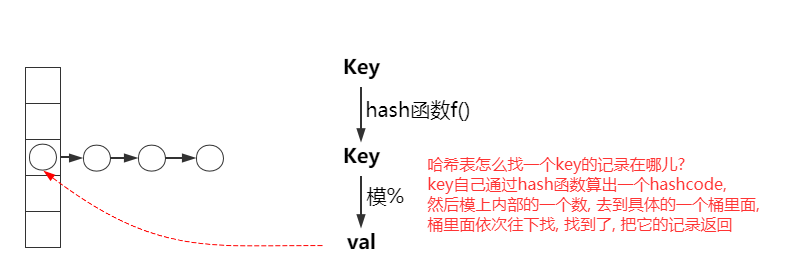 Key
hash函数f()
Key
模%
val
哈希表怎么找一个key的记录在哪儿?
key自己通过hash函数算出一个hashcode,
然后模上内部的一个数, 去到具体的一个桶里面,
桶里面依次往下找, 找到了, 把它的记录返回